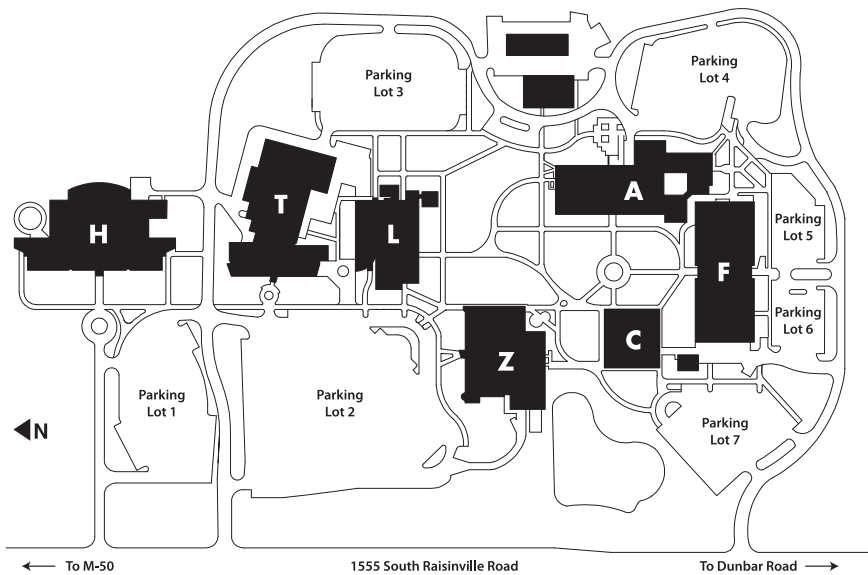 Parking
Lot 3
Parking
Lot 4
A
T
H
L
Parking
Lot 5
F
Parking
Lot 6
C
Z
Parking
Lot 1
Parking
Lot 2
Parking
Lot 7
N
To M-50
1555 South Raisinville Road
To Dunbar Road